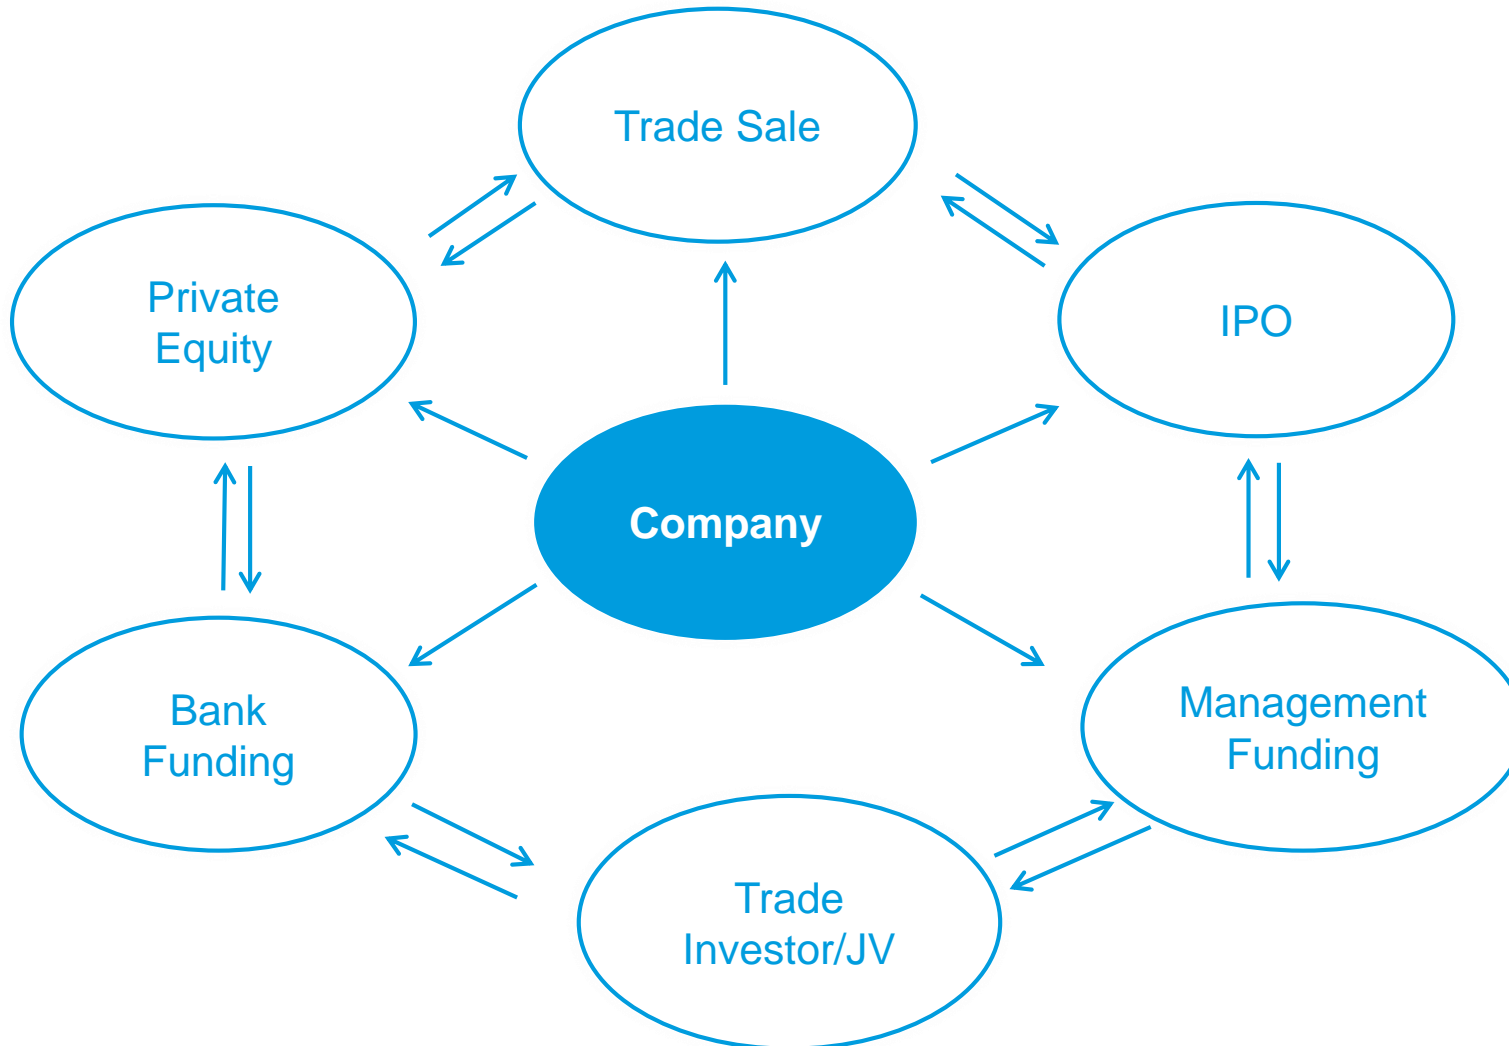 Trade Sale
Private
Equity
IPO
Company
Bank
Funding
Management
Funding
Trade
Investor/JV